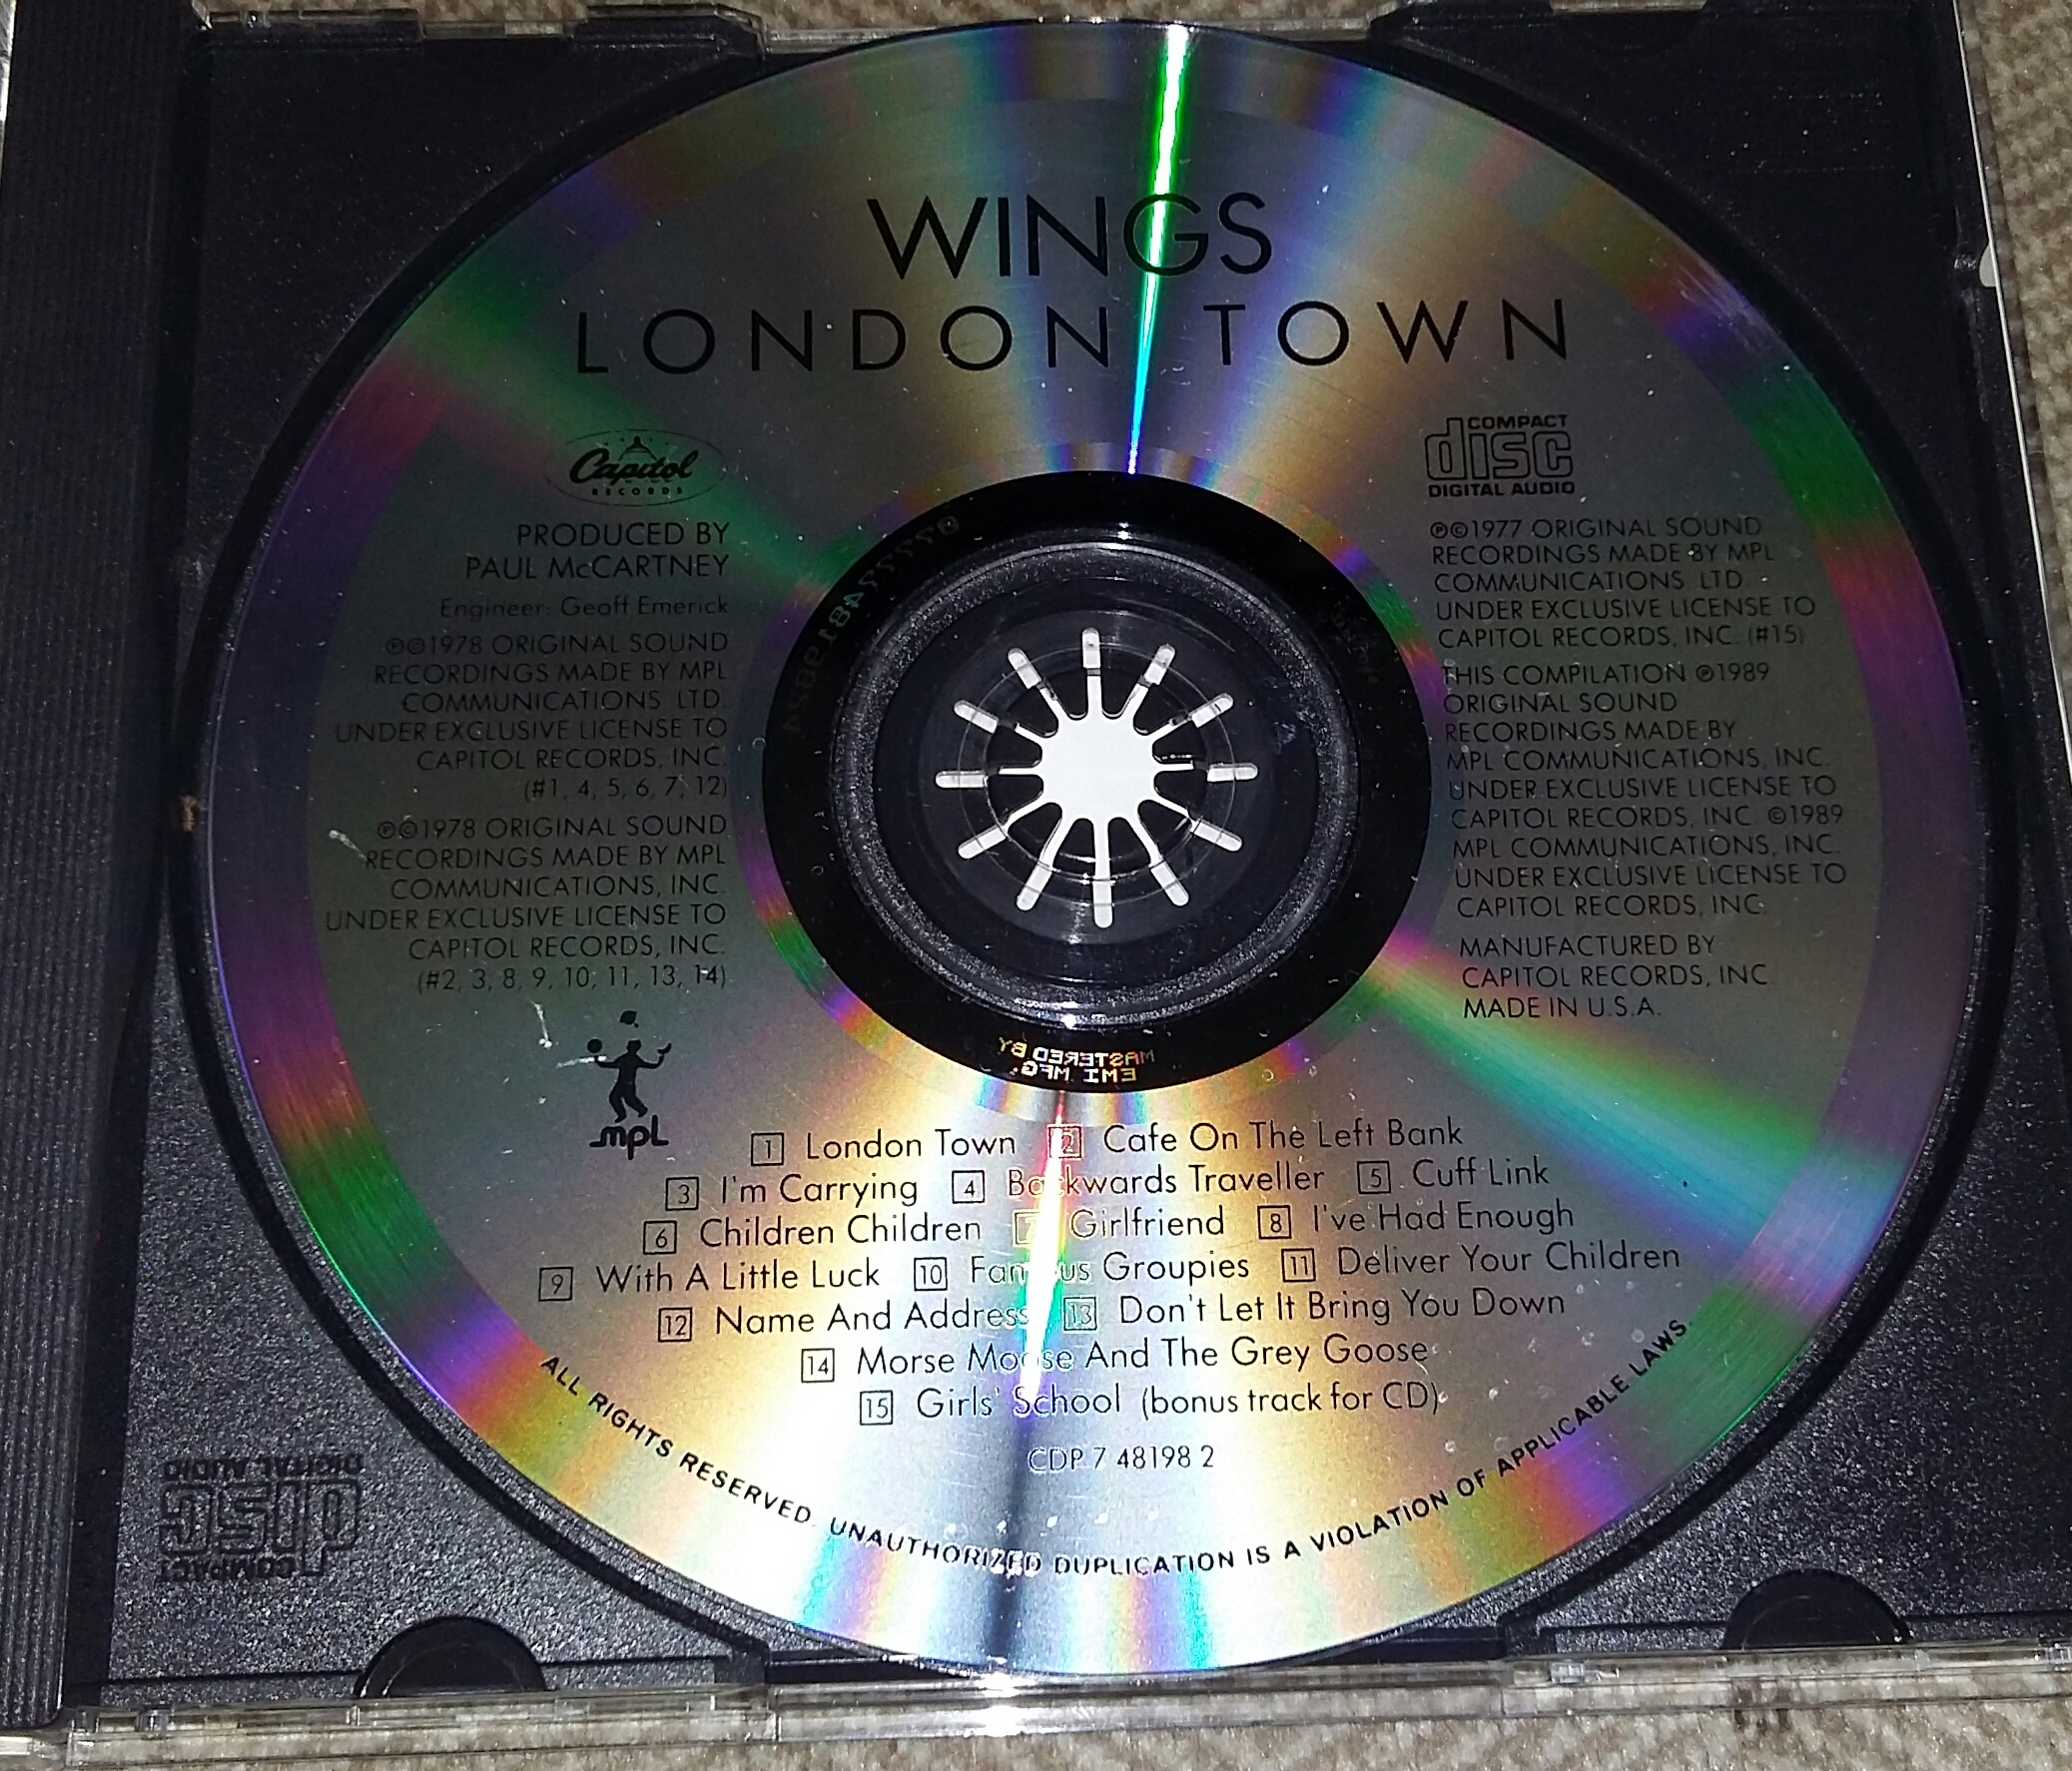 WINGS
LONDON TOWN
Capitol
RECORDS
PRODUCED BY
PAUL McCARTNEY
Engineer: Geoff Emerick
℗©1978 ORIGINAL SOUND
RECORDINGS MADE BY MPL
COMMUNICATIONS LTD.
UNDER EXCLUSIVE LICENSE TO
CAPITOL RECORDS, INC.
(#1, 4, 5, 6, 7, 12)
℗©1978 ORIGINAL SOUND
RECORDINGS MADE BY MPL
COMMUNICATIONS, INC.
UNDER EXCLUSIVE LICENSE TO
CAPITOL RECORDS, INC.
(#2, 3, 8, 9, 10, 11, 13, 14)
mpl
COMPACT
disc
DIGITAL AUDIO
℗©1977 ORIGINAL SOUND
RECORDINGS MADE BY MPL
COMMUNICATIONS LTD.
UNDER EXCLUSIVE LICENSE TO
CAPITOL RECORDS, INC. (#15)
THIS COMPILATION ℗1989
ORIGINAL SOUND
RECORDINGS MADE BY
MPL COMMUNICATIONS, INC.
UNDER EXCLUSIVE LICENSE TO
CAPITOL RECORDS, INC. ©1989
MPL COMMUNICATIONS, INC.
UNDER EXCLUSIVE LICENSE TO
CAPITOL RECORDS, INC.
MANUFACTURED BY
CAPITOL RECORDS, INC
MADE IN U.S.A.
MASTERED BY
EMI MFG.
1 London Town 2 Cafe On The Left Bank
3 I'm Carrying 4 Backwards Traveller 5 Cuff Link
6 Children Children 7 Girlfriend 8 I've Had Enough
9 With A Little Luck 10 Famous Groupies 11 Deliver Your Children
12 Name And Address 13 Don't Let It Bring You Down
14 Morse Moose And The Grey Goose
15 Girls' School (bonus track for CD)
CDP 7 48198 2
ALL RIGHTS RESERVED. UNAUTHORIZED DUPLICATION IS A VIOLATION OF APPLICABLE LAWS.
COMPACT
disc
DIGITAL AUDIO